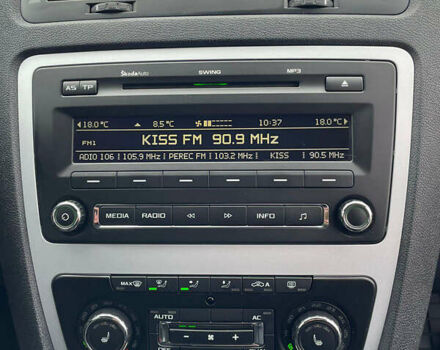 ŠkodaAuto SWING MP3
AS TP
18.0°C 8.5°C 10:37 18.0°C
FM1 KISS FM 90.9 MHz
ADIO 106 105.9 MHz PEREC FM 103.2 MHz KISS 90.5 MHz
MEDIA RADIO INFO
MAX A
AUTO AC